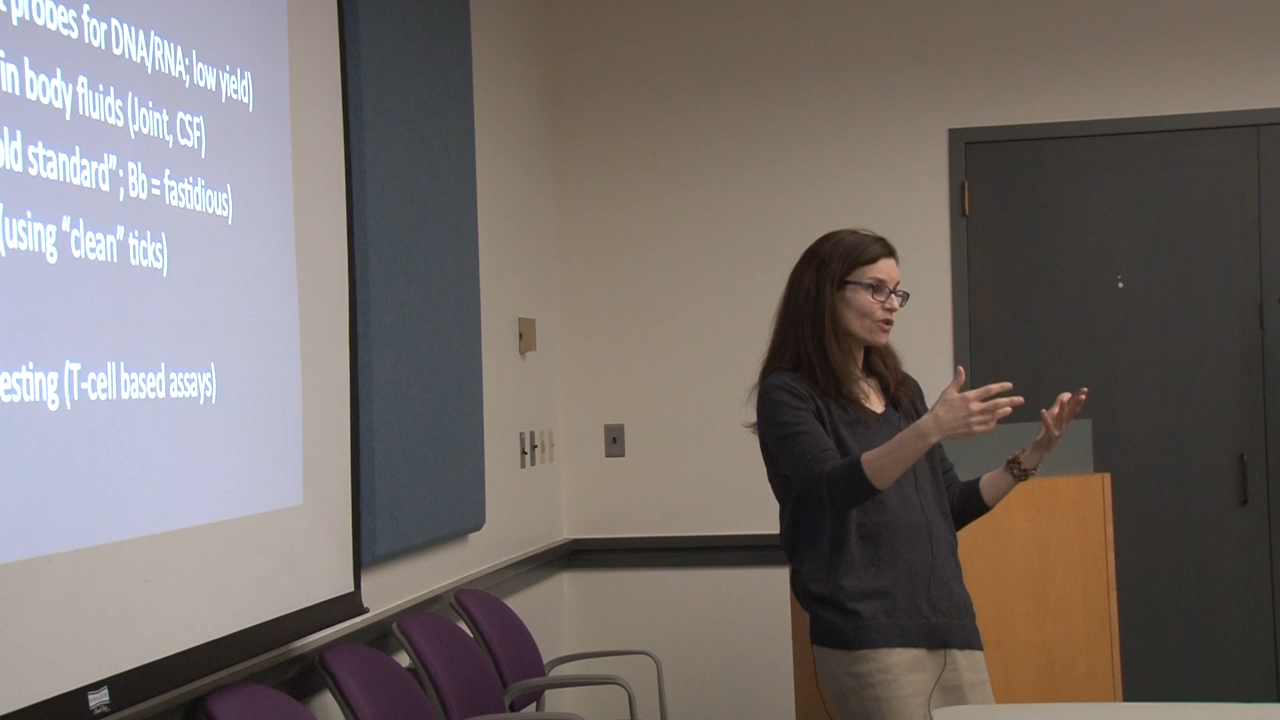 probes for DNA/RNA; low yield)
in body fluids (Joint, CSF)
old standard”; Bb = fastidious)
(using “clean” ticks)
esting (T-cell based assays)